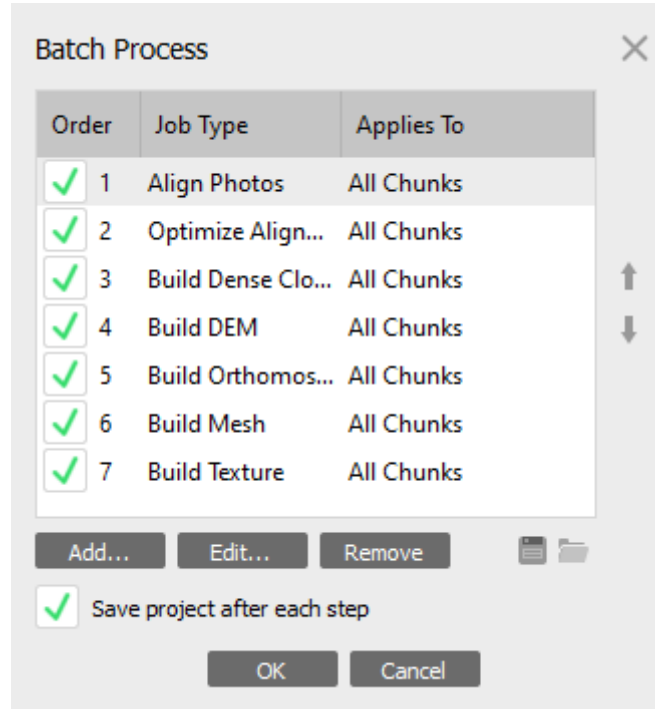 Batch Process
Order Job Type Applies To
1 Align Photos All Chunks
2 Optimize Align... All Chunks
3 Build Dense Clo... All Chunks
4 Build DEM All Chunks
5 Build Orthomos... All Chunks
6 Build Mesh All Chunks
7 Build Texture All Chunks
Add... Edit... Remove
Save project after each step
OK Cancel